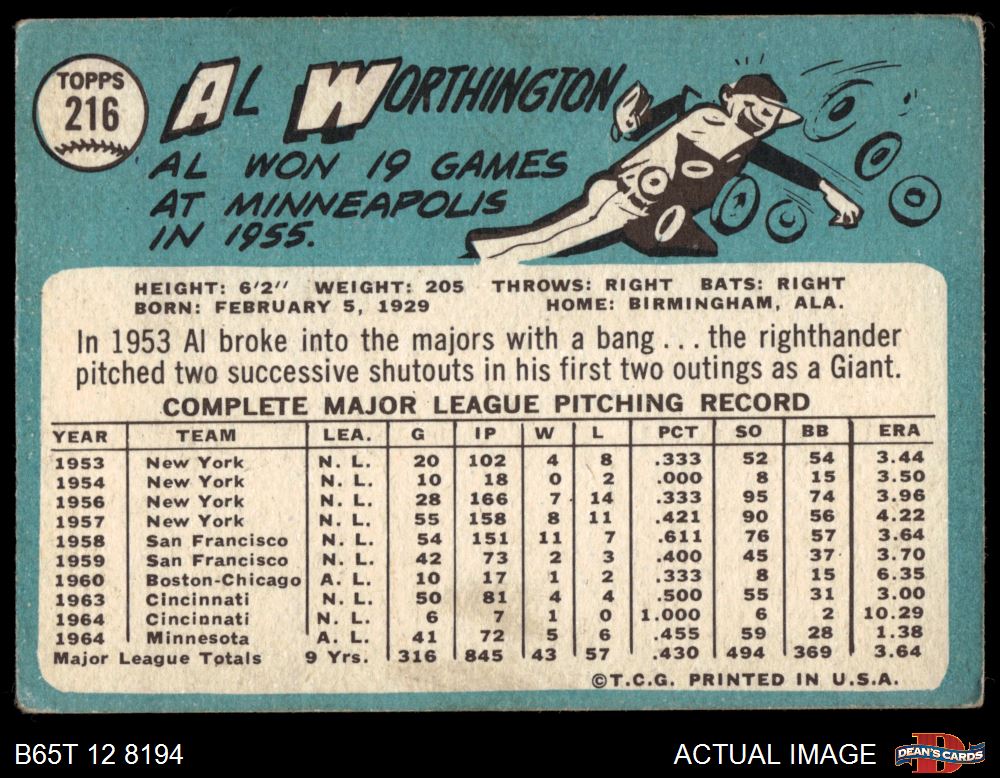 TOPPS
216
AL WORTHINGTON
AL WON 19 GAMES
AT MINNEAPOLIS
IN 1955.
HEIGHT: 6'2" WEIGHT: 205 THROWS: RIGHT BATS: RIGHT
BORN: FEBRUARY 5, 1929 HOME: BIRMINGHAM, ALA.
In 1953 Al broke into the majors with a bang . . . the righthander
pitched two successive shutouts in his first two outings as a Giant.
COMPLETE MAJOR LEAGUE PITCHING RECORD
YEAR TEAM LEA. G IP W L PCT SO BB ERA
1953 New York N. L. 20 102 4 8 .333 52 54 3.44
1954 New York N. L. 10 18 0 2 .000 8 15 3.50
1956 New York N. L. 28 166 7 14 .333 95 74 3.96
1957 New York N. L. 55 158 8 11 .421 90 56 4.22
1958 San Francisco N. L. 54 151 11 7 .611 76 57 3.64
1959 San Francisco N. L. 42 73 2 3 .400 45 37 3.70
1960 Boston-Chicago A. L. 10 17 1 2 .333 8 15 6.35
1963 Cincinnati N. L. 50 81 4 4 .500 55 31 3.00
1964 Cincinnati N. L. 6 7 1 0 1.000 6 2 10.29
1964 Minnesota A. L. 41 72 5 6 .455 59 28 1.38
Major League Totals 9 Yrs. 316 845 43 57 .430 494 369 3.64
©T.C.G. PRINTED IN U.S.A.
B65T 12 8194 ACTUAL IMAGE
DEAN'S CARDS